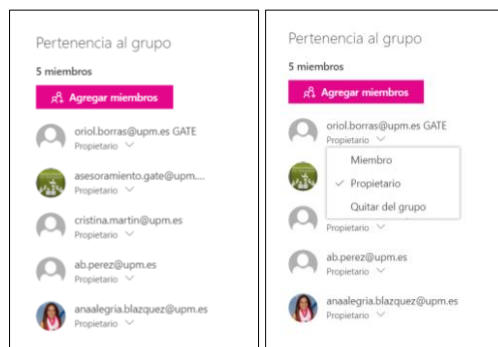 Pertenencia al grupo
5 miembros
Agregar miembros
oriol.borras@upm.es GATE
Propietario
asesoramiento.gate@upm....
Propietario
cristina.martin@upm.es
Propietario
ab.perez@upm.es
Propietario
anaalegria.blazquez@upm.es
Propietario
Pertenencia al grupo
5 miembros
Agregar miembros
oriol.borras@upm.es GATE
Propietario
Miembro
Propietario
Quitar del grupo
Propietario
ab.perez@upm.es
Propietario
anaalegria.blazquez@upm.es
Propietario